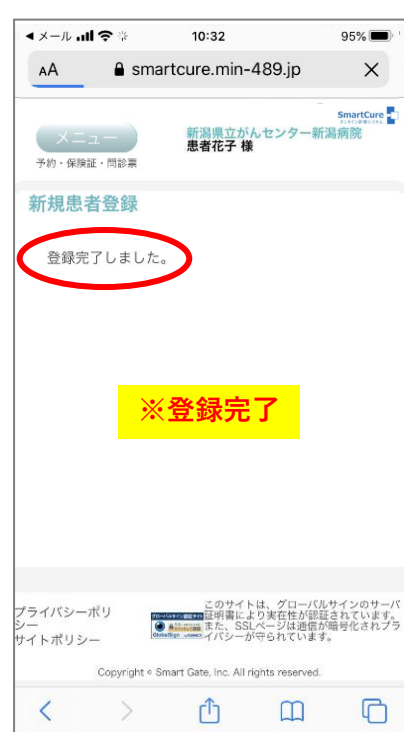 メール
10:32
95%
AA smartcure.min-489.jp
SmartCure
メニュー
予約・保険証・問診票
新潟県立がんセンター新潟病院
患者花子 様
新規患者登録
登録完了しました。
※登録完了
プライバシーポリ
シー
サイトポリシー
このサイトは、グローバルサインのサーバ
証明書により実在性が認証されています。
また、SSLページは通信が暗号化されプラ
イバシーが守られています。
GlobalSign
Copyright © Smart Gate, Inc. All rights reserved.